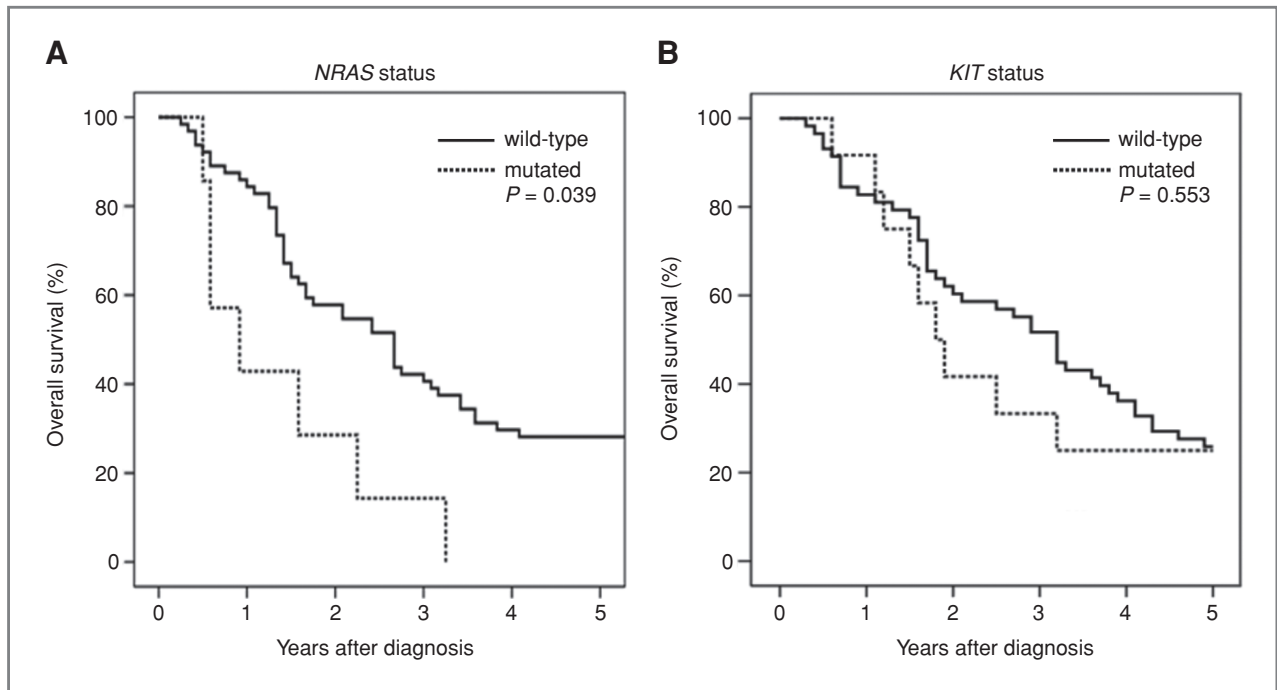 A
NRAS status
100
80
60
40
20
0
Overall survival (%)
wild-type
mutated
P = 0.039
0 1 2 3 4 5
Years after diagnosis
B
KIT status
100
80
60
40
20
0
Overall survival (%)
wild-type
mutated
P = 0.553
0 1 2 3 4 5
Years after diagnosis